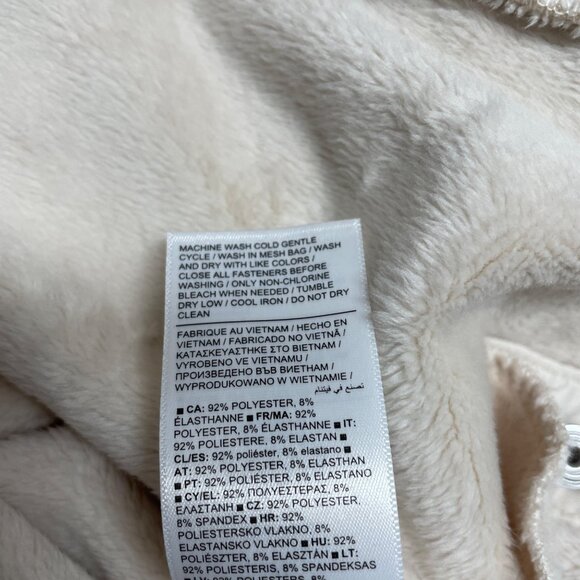 MACHINE WASH COLD GENTLE
CYCLE / WASH IN MESH BAG / WASH
AND DRY WITH LIKE COLORS /
CLOSE ALL FASTENERS BEFORE
WASHING / ONLY NON-CHLORINE
BLEACH WHEN NEEDED / TUMBLE
DRY LOW / COOL IRON / DO NOT DRY
CLEAN
FABRIQUE AU VIETNAM / HECHO EN
VIETNAM / FABRICADO NO VIETNÃ /
ΚΑΤΑΣΚΕΥΑΣΤΗΚΕ ΣΤΟ ΒΙΕΤΝΑΜ /
VYROBENO VE VIETNAMU /
ПРОИЗВЕДЕНО ВЪВ ВИЕТНАМ /
WYPRODUKOWANO W WIETNAMIE /
تصنع في فيتنام
■ CA: 92% POLYESTER, 8%
ÉLASTHANNE ■ FR/MA: 92%
POLYESTER, 8% ÉLASTHANNE ■ IT:
92% POLIESTERE, 8% ELASTAN ■
CL/ES: 92% poliéster, 8% elastano ■
AT: 92% POLYESTER, 8% ELASTHAN
■ PT: 92% POLIÉSTER, 8% ELASTANO
■ CY/EL: 92% ΠΟΛΥΕΣΤΕΡΑΣ, 8%
ΕΛΑΣΤΑΝΗ ■ CZ: 92% POLYESTER,
8% SPANDEX ■ HR: 92%
POLIESTERSKO VLAKNO, 8%
ELASTANSKO VLAKNO ■ HU: 92%
POLIÉSZTER, 8% ELASZTÁN ■ LT:
92% POLIESTERIS, 8% SPANDEKSAS